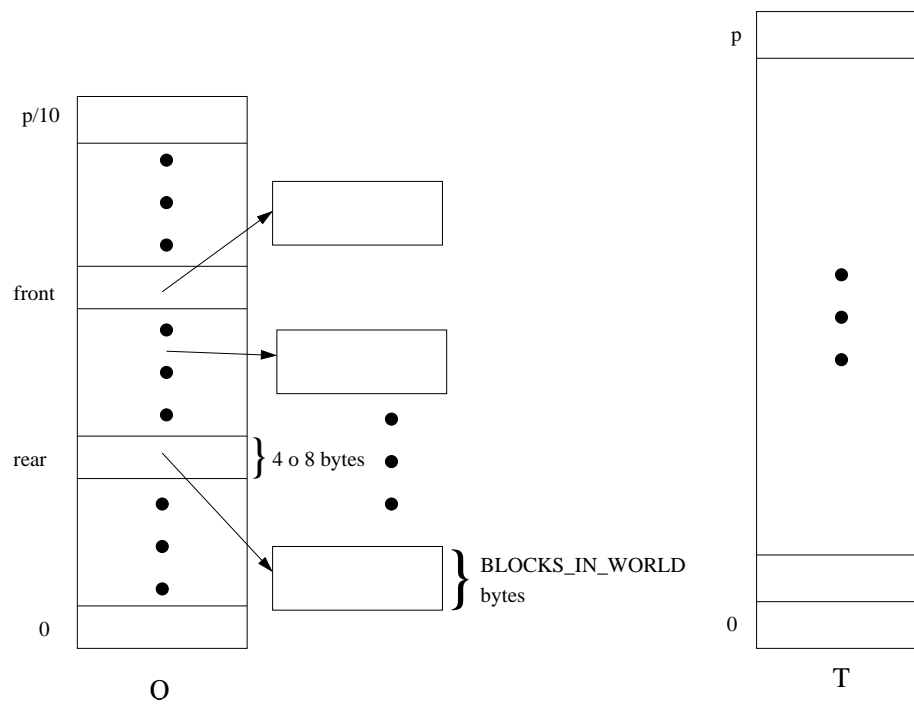 p
p/10
front
rear
4 o 8 bytes
BLOCKS_IN_WORLD
bytes
0
0
O
T